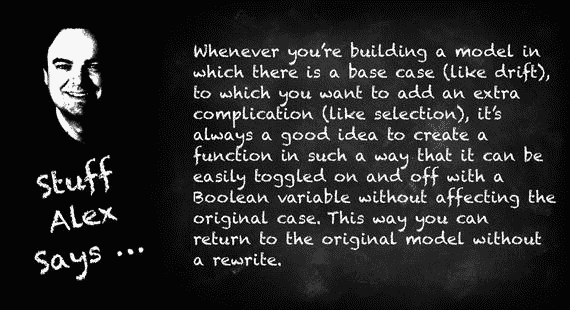 Stuff
Alex
Says ...
Whenever you're building a model in
which there is a base case (like drift),
to which you want to add an extra
complication (like selection), it's
always a good idea to create a
function in such a way that it can be
easily toggled on and off with a
Boolean variable without affecting the
original case. This way you can
return to the original model without
a rewrite.